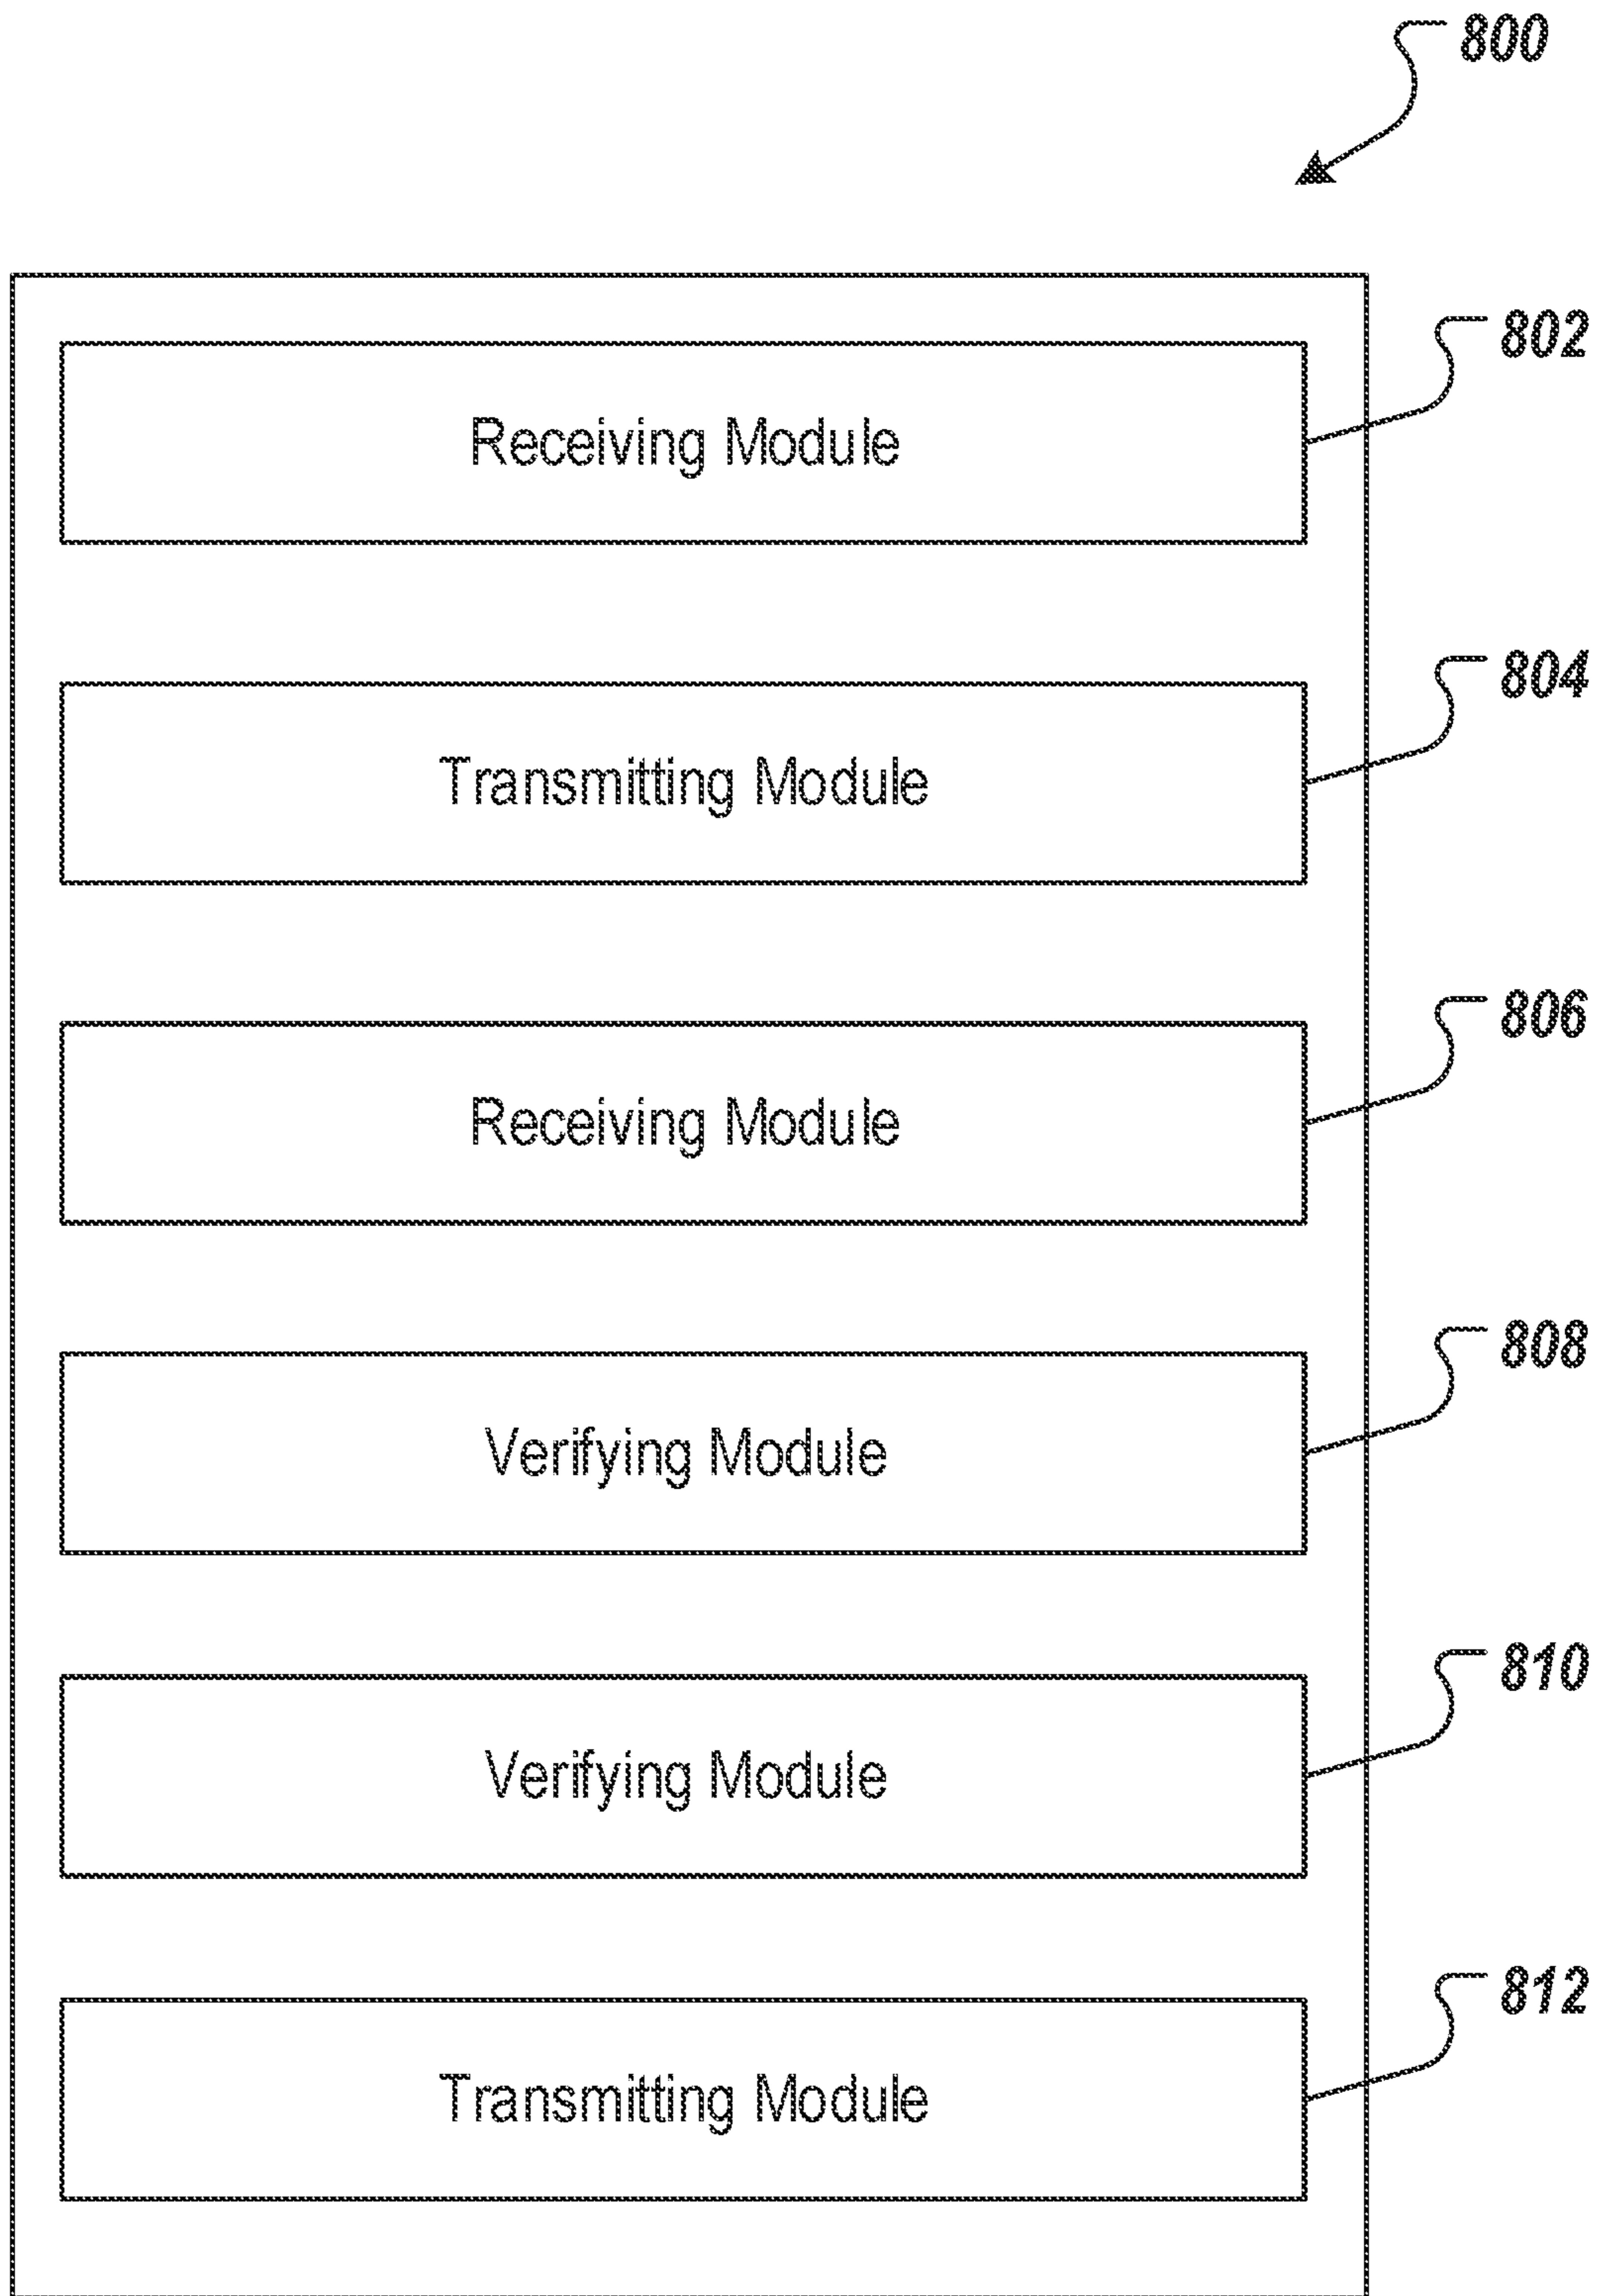 800
802
Receiving Module
804
Transmitting Module
806
Receiving Module
808
Verifying Module
810
Verifying Module
812
Transmitting Module